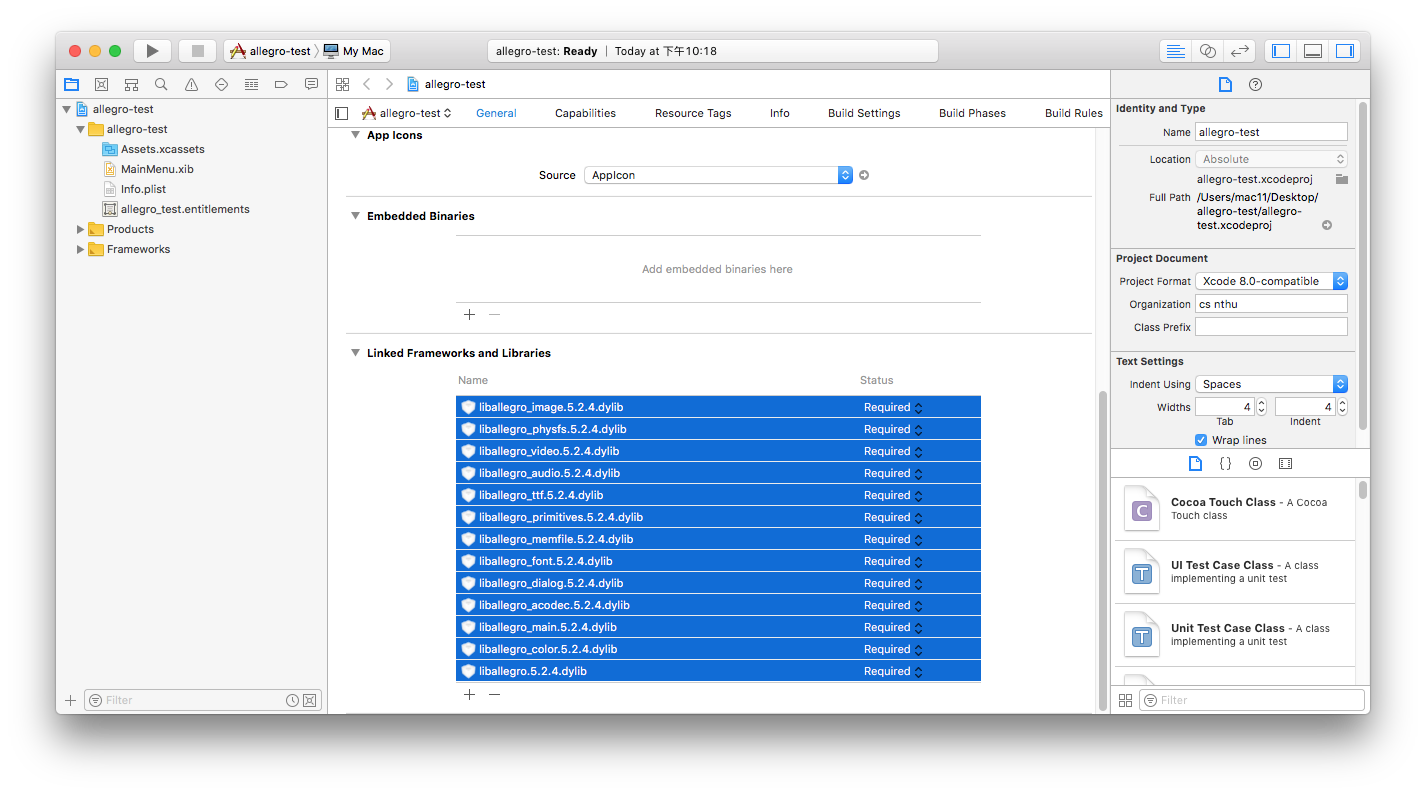 allegro-test My Mac
allegro-test: Ready | Today at 下午10:18
allegro-test
allegro-test
Assets.xcassets
MainMenu.xib
Info.plist
allegro_test.entitlements
Products
Frameworks
Filter
allegro-test
allegro-test General Capabilities Resource Tags Info Build Settings Build Phases Build Rules
App Icons
Source AppIcon
Embedded Binaries
Add embedded binaries here
Linked Frameworks and Libraries
Name Status
liballegro_image.5.2.4.dylib Required
liballegro_physfs.5.2.4.dylib Required
liballegro_video.5.2.4.dylib Required
liballegro_audio.5.2.4.dylib Required
liballegro_ttf.5.2.4.dylib Required
liballegro_primitives.5.2.4.dylib Required
liballegro_memfile.5.2.4.dylib Required
liballegro_font.5.2.4.dylib Required
liballegro_dialog.5.2.4.dylib Required
liballegro_acodec.5.2.4.dylib Required
liballegro_main.5.2.4.dylib Required
liballegro_color.5.2.4.dylib Required
liballegro.5.2.4.dylib Required
Identity and Type
Name allegro-test
Location Absolute
allegro-test.xcodeproj
Full Path /Users/mac11/Desktop/
allegro-test/allegro-
test.xcodeproj
Project Document
Project Format Xcode 8.0-compatible
Organization cs nthu
Class Prefix
Text Settings
Indent Using Spaces
Widths 4 4
Tab Indent
Wrap lines
C Cocoa Touch Class - A Cocoa
Touch class
T UI Test Case Class - A class
implementing a unit test
T Unit Test Case Class - A class
implementing a unit test
Filter